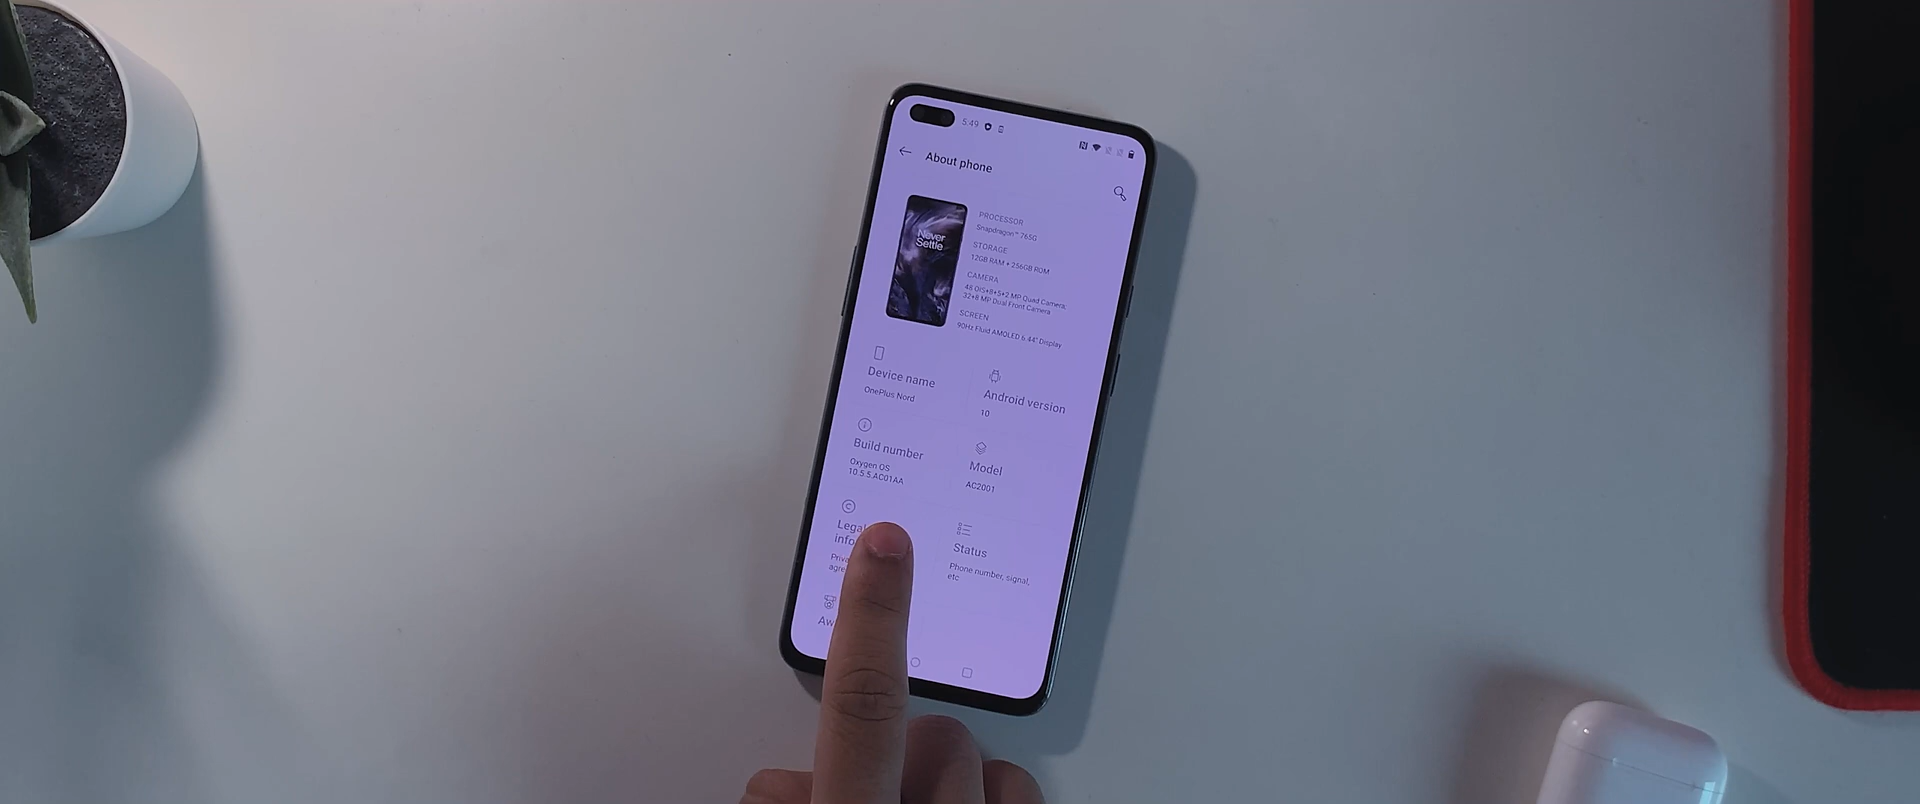 5:49
About phone
Never
Settle
PROCESSOR
Snapdragon™ 765G
STORAGE
12GB RAM + 256GB ROM
CAMERA
48 OIS+8+5+2 MP Quad Camera,
32+8 MP Dual Front Camera
SCREEN
90Hz Fluid AMOLED 6.44" Display
Device name
OnePlus Nord
Android version
10
Build number
Oxygen OS
10.5.5.AC01AA
Model
AC2001
Legal
info
Status
Phone number, signal,
etc